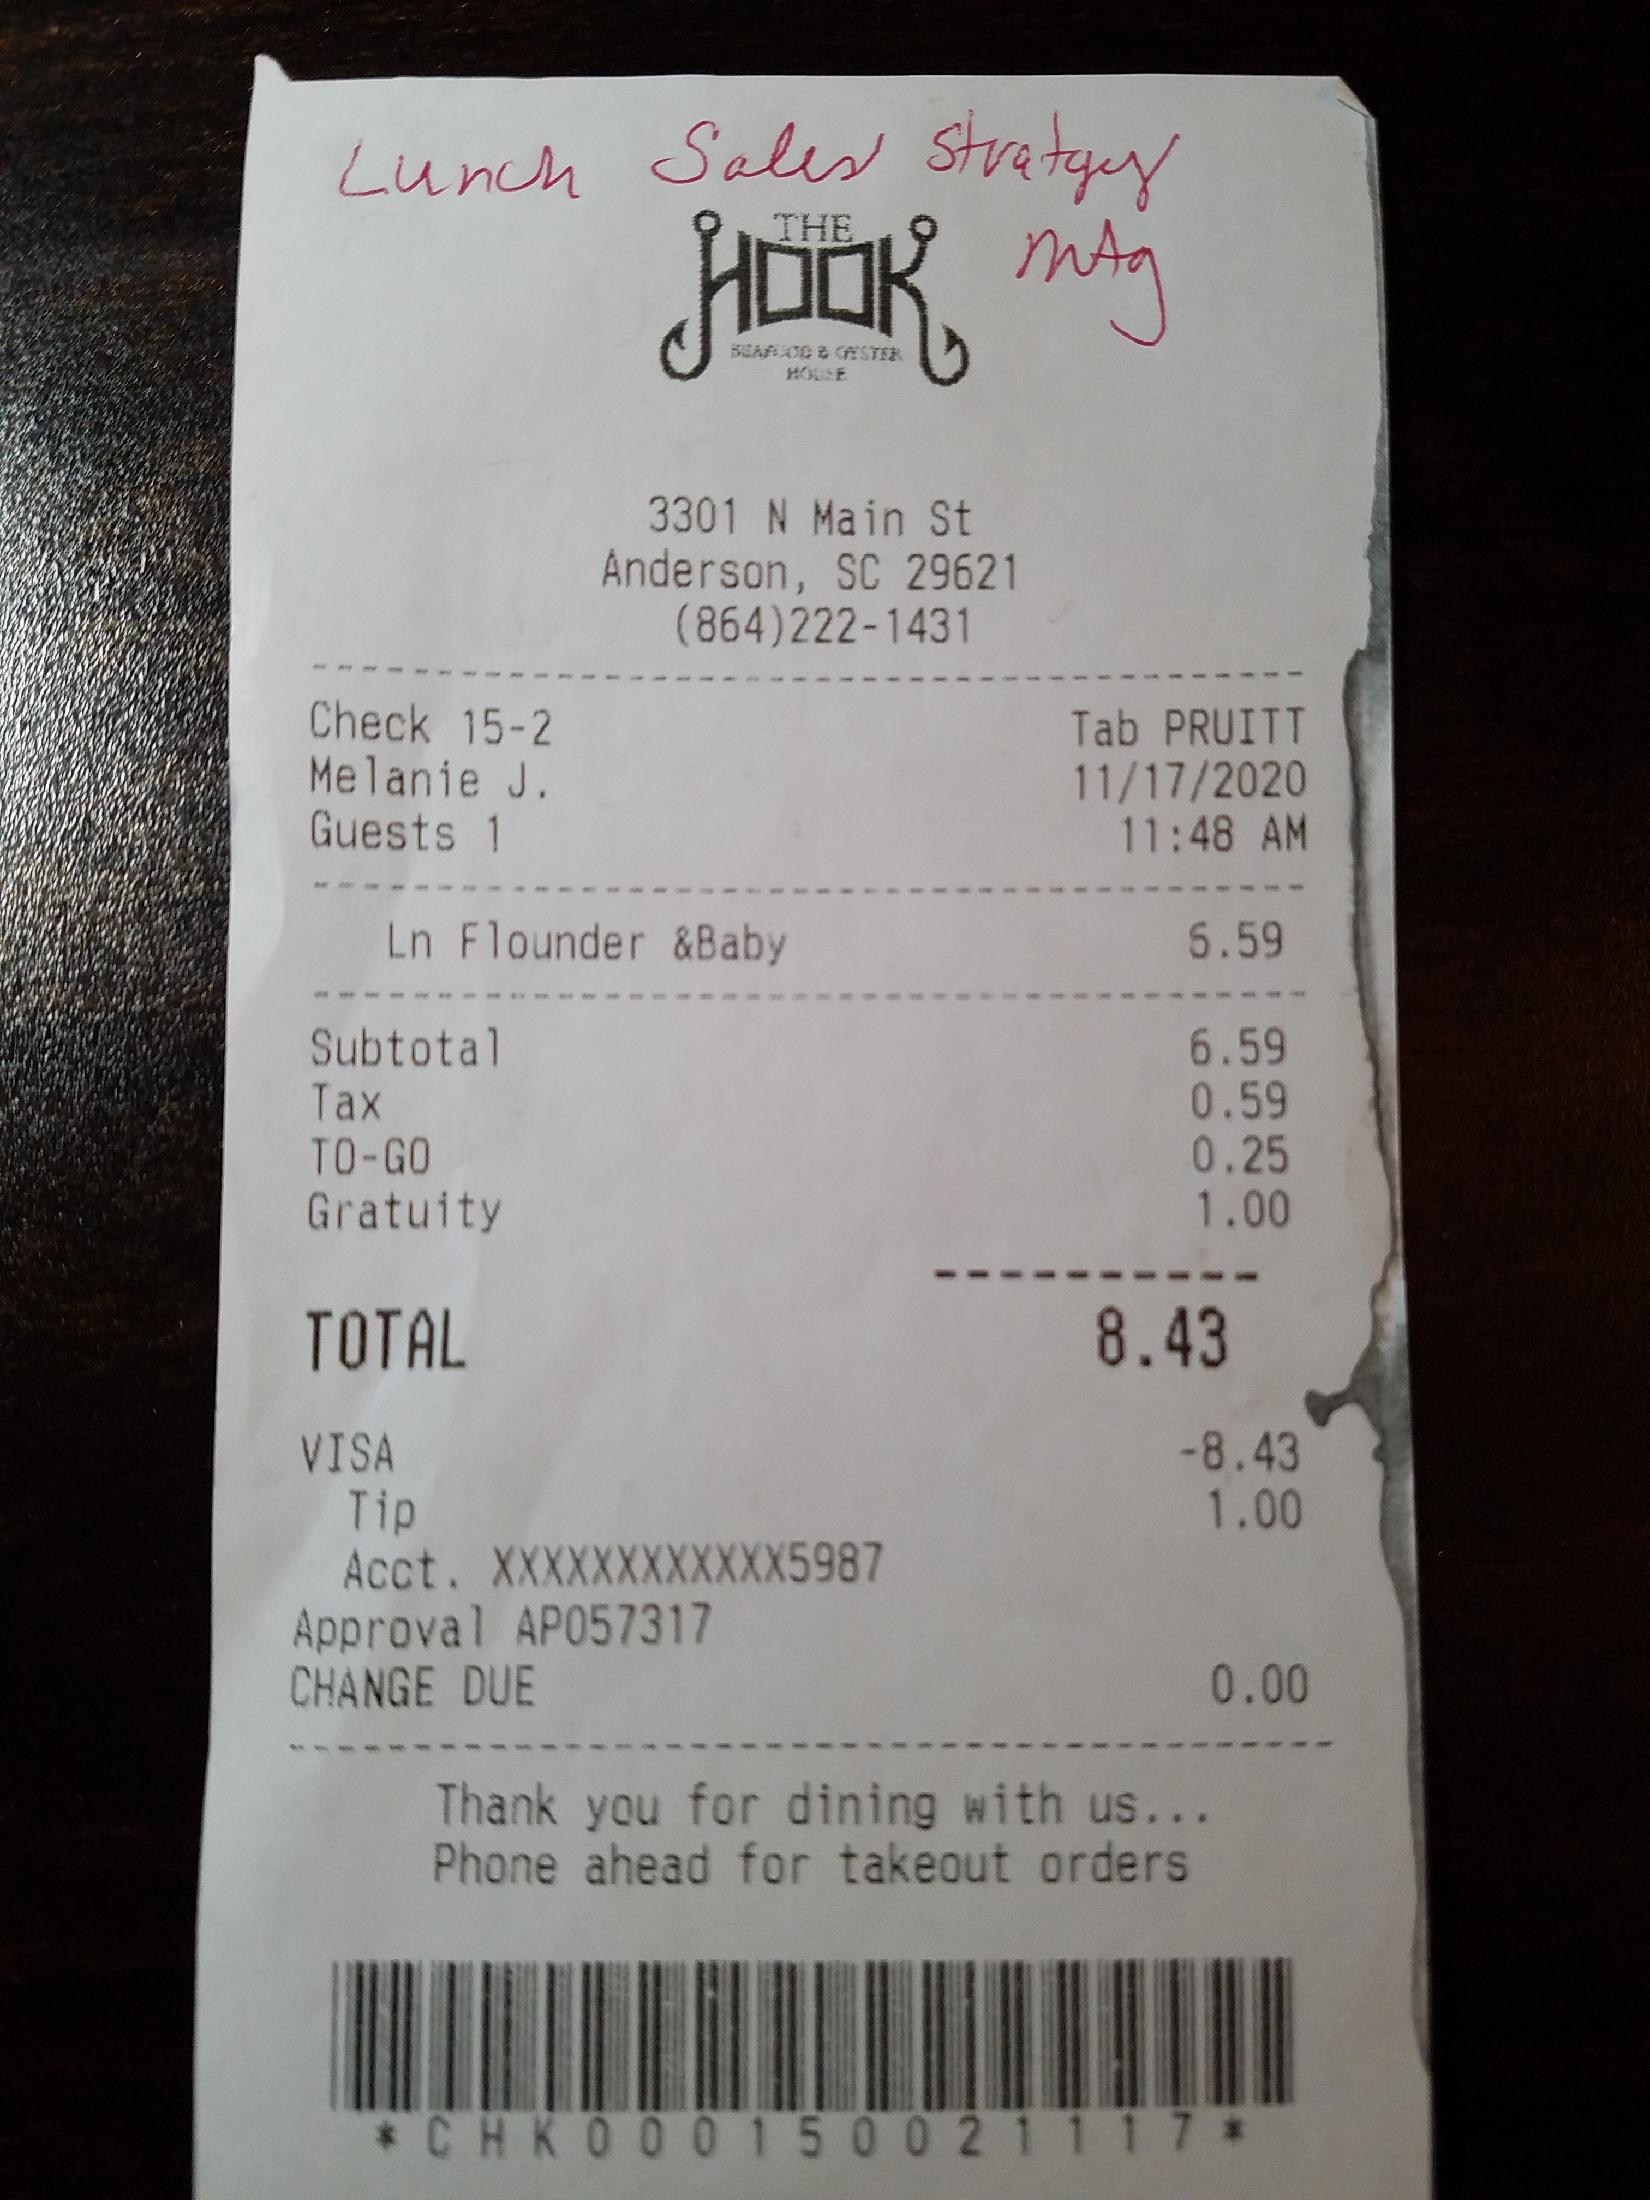 Lunch Sales Stratgey
Mtg
THE
HOOK
SEAFOOD & OYSTER
HOUSE
3301 N Main St
Anderson, SC 29621
(864)222-1431
Check 15-2 Tab PRUITT
Melanie J. 11/17/2020
Guests 1 11:48 AM
Ln Flounder &Baby 6.59
Subtotal 6.59
Tax 0.59
TO-GO 0.25
Gratuity 1.00
TOTAL 8.43
VISA -8.43
Tip 1.00
Acct. XXXXXXXXXXXX5987
Approval AP057317
CHANGE DUE 0.00
Thank you for dining with us...
Phone ahead for takeout orders
*CHK000150021117*